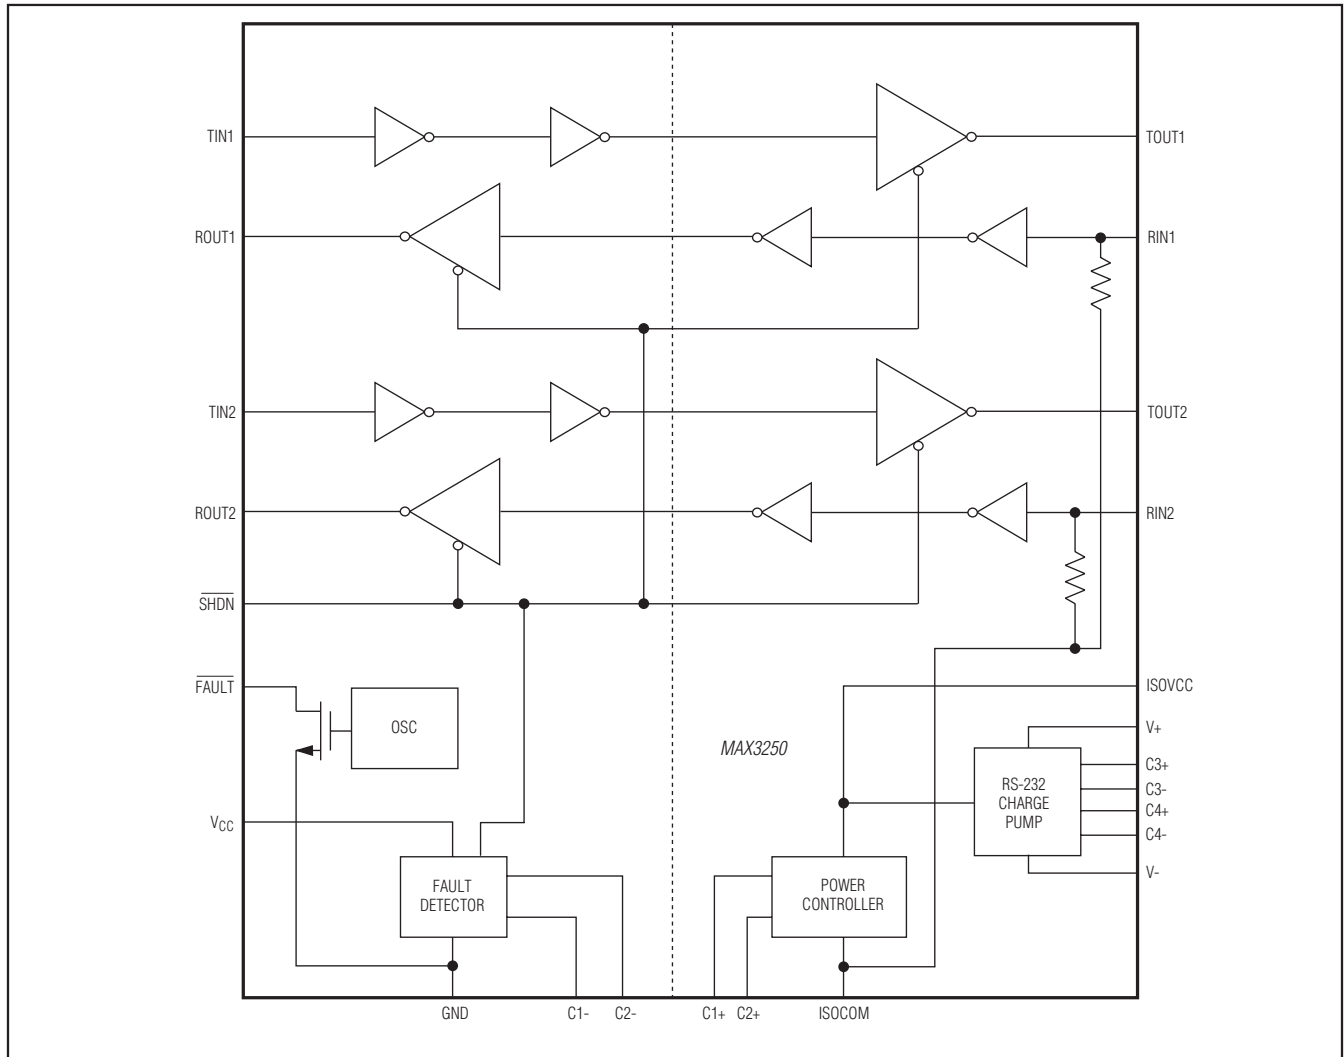 TIN1
TOUT1
ROUT1
RIN1
TIN2
TOUT2
ROUT2
RIN2
SHDN
FAULT
OSC
ISOVCC
MAX3250
V+
C3+
RS-232
CHARGE
PUMP
C3-
C4+
C4-
VCC
V-
FAULT
DETECTOR
POWER
CONTROLLER
GND
C1-
C2-
C1+
C2+
ISOCOM